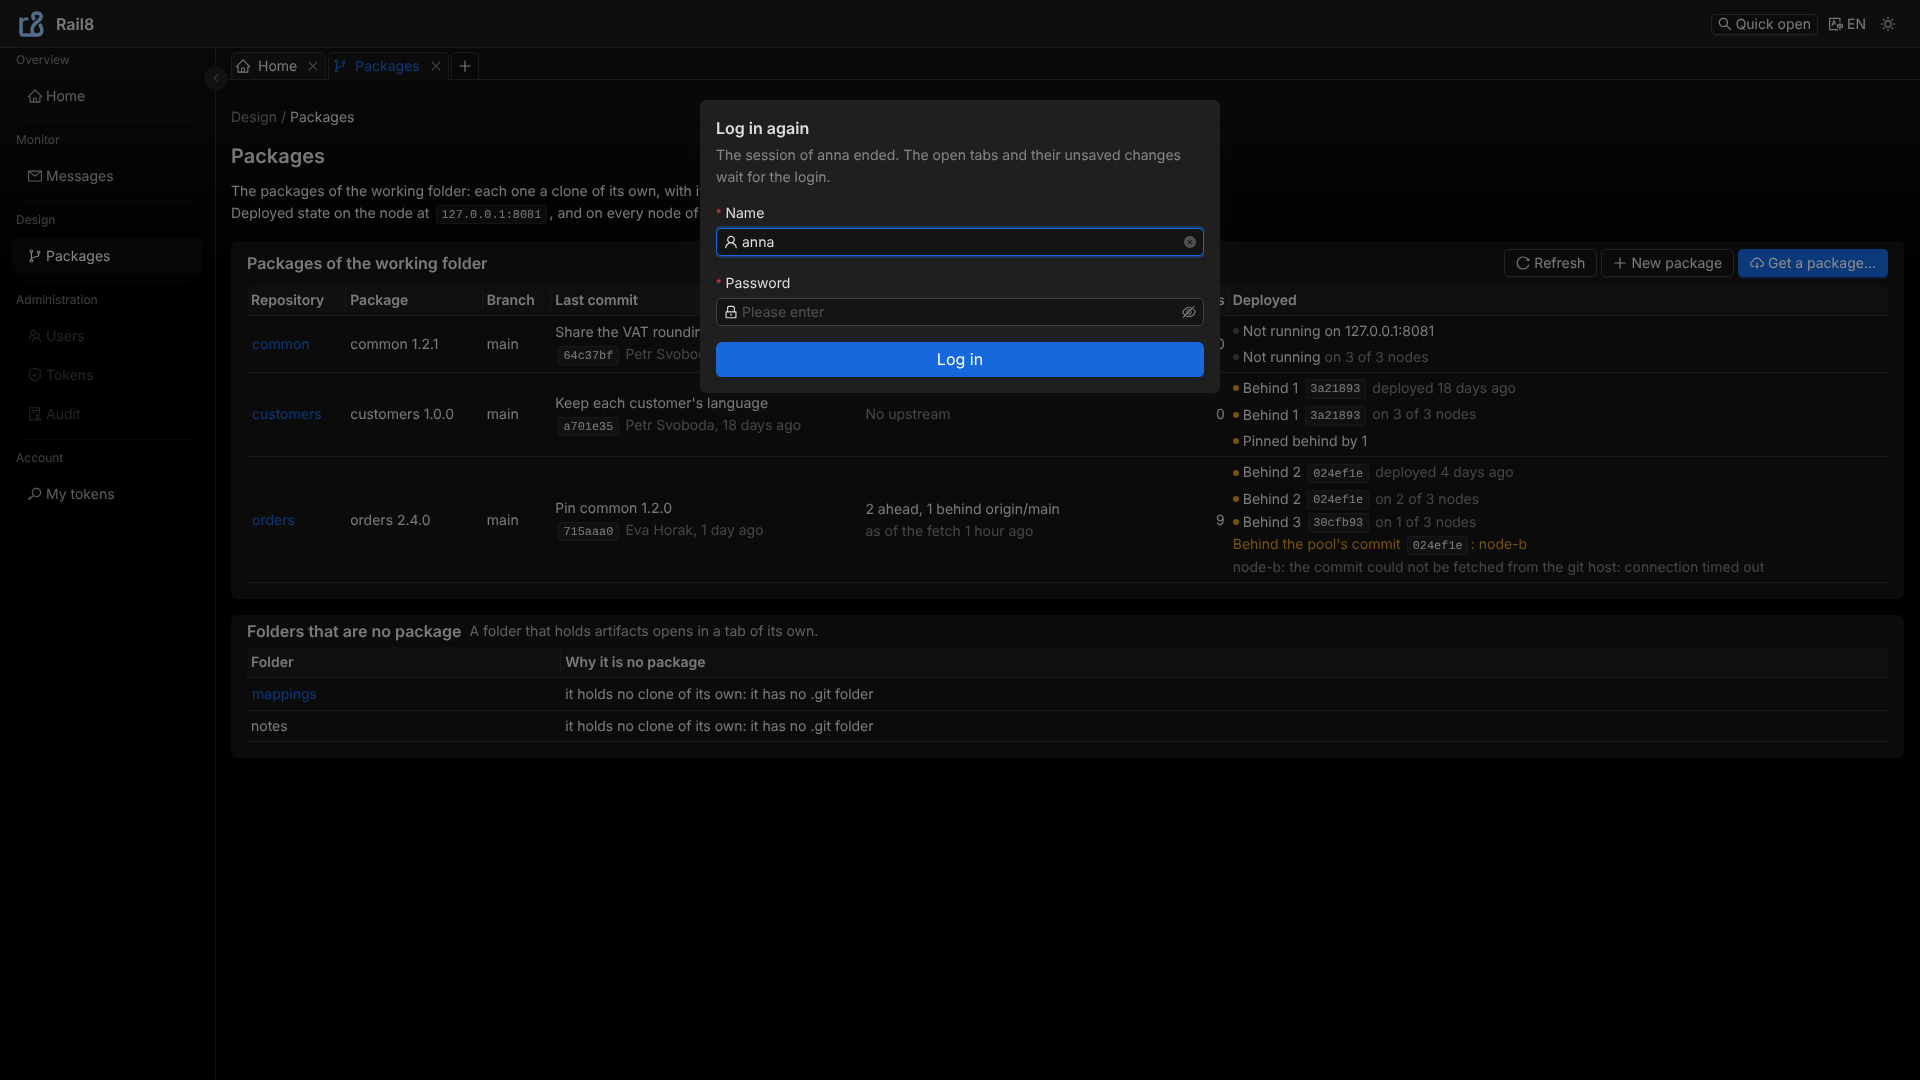 Rail8
Quick open
EN
Overview
Home
Monitor
Messages
Design
Packages
Administration
Users
Tokens
Audit
Account
My tokens
Home
Packages
Design / Packages
Packages
The packages of the working folder: each one a clone of its own, with
Deployed state on the node at 127.0.0.1:8081 , and on every node of
Log in again
The session of anna ended. The open tabs and their unsaved changes
wait for the login.
* Name
anna
* Password
Please enter
Log in
Packages of the working folder
Refresh
New package
Get a package...
Repository Package Branch Last commit s Deployed
common common 1.2.1 main
Share the VAT
64c37bf Petr
Not running on 127.0.0.1:8081
Not running on 3 of 3 nodes
customers customers 1.0.0 main
Keep each customer's language
a701e35 Petr Svoboda, 18 days ago
No upstream
0
Behind 1 3a21893 deployed 18 days ago
Behind 1 3a21893 on 3 of 3 nodes
Pinned behind by 1
orders orders 2.4.0 main
Pin common 1.2.0
715aaa0 Eva Horak, 1 day ago
2 ahead, 1 behind origin/main
as of the fetch 1 hour ago
9
Behind 2 024ef1e deployed 4 days ago
Behind 2 024ef1e on 2 of 3 nodes
Behind 3 30cfb93 on 1 of 3 nodes
Behind the pool's commit 024ef1e : node-b
node-b: the commit could not be fetched from the git host: connection timed out
Folders that are no package A folder that holds artifacts opens in a tab of its own.
Folder Why it is no package
mappings it holds no clone of its own: it has no .git folder
notes it holds no clone of its own: it has no .git folder